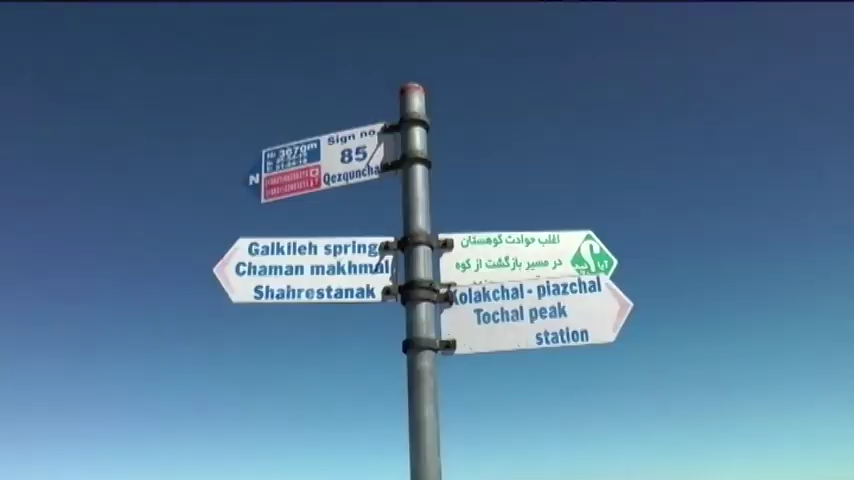 Sign no
85
Qezquncha
3670m
N
Galkileh spring
Chaman makhmal
Shahrestanak
اغلب حوادث کوهستان
در مسیر بازگشت از کوه
آیا
Kolakchal - piazchal
Tochal peak
station